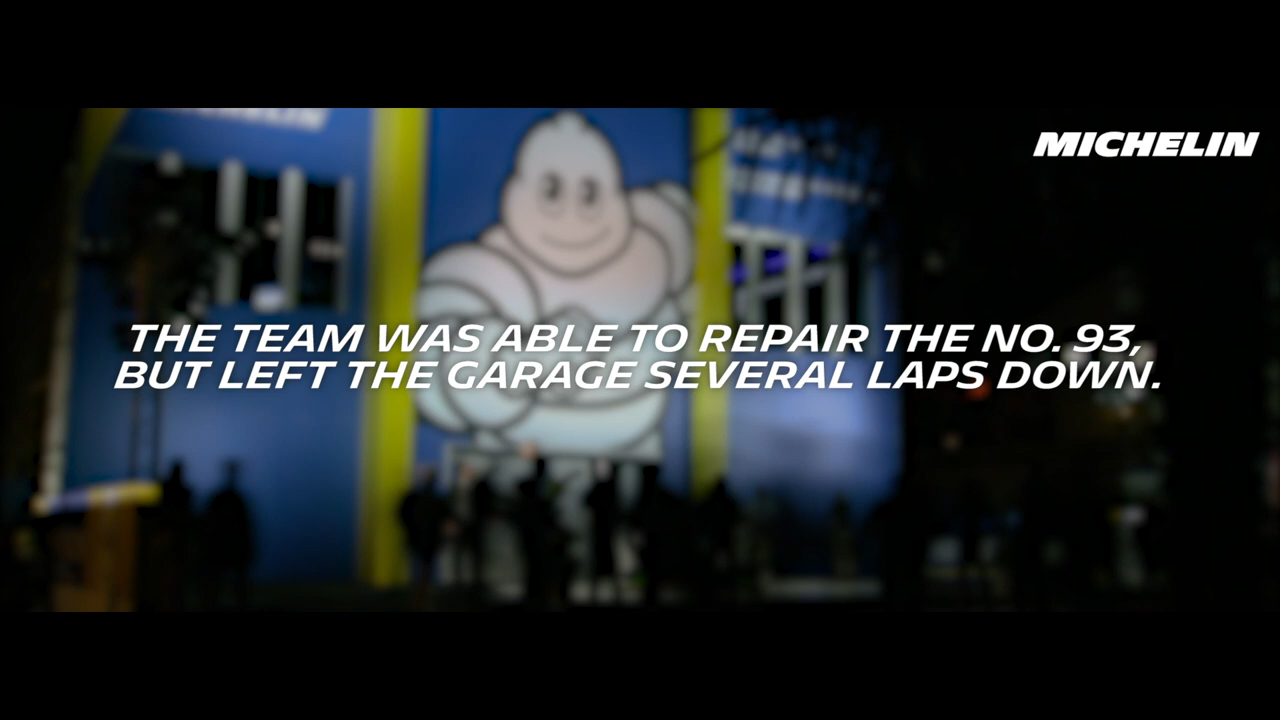 MICHELIN
THE TEAM WAS ABLE TO REPAIR THE NO. 93,
BUT LEFT THE GARAGE SEVERAL LAPS DOWN.